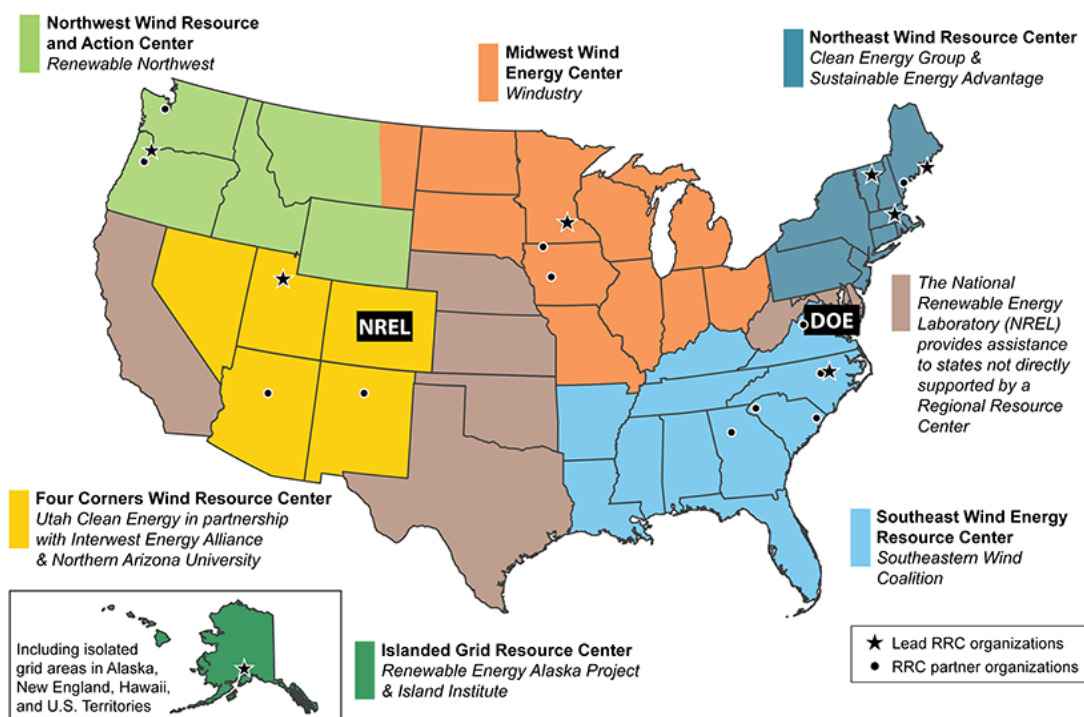 Northwest Wind Resource
and Action Center
Renewable Northwest
Midwest Wind
Energy Center
Windustry
Northeast Wind Resource Center
Clean Energy Group &
Sustainable Energy Advantage
The National
Renewable Energy
Laboratory (NREL)
provides assistance
to states not directly
supported by a
Regional Resource
Center
NREL
DOE
Four Corners Wind Resource Center
Utah Clean Energy in partnership
with Interwest Energy Alliance
& Northern Arizona University
Southeast Wind Energy
Resource Center
Southeastern Wind
Coalition
Including isolated
grid areas in Alaska,
New England, Hawaii,
and U.S. Territories
Islanded Grid Resource Center
Renewable Energy Alaska Project
& Island Institute
Lead RRC organizations
RRC partner organizations